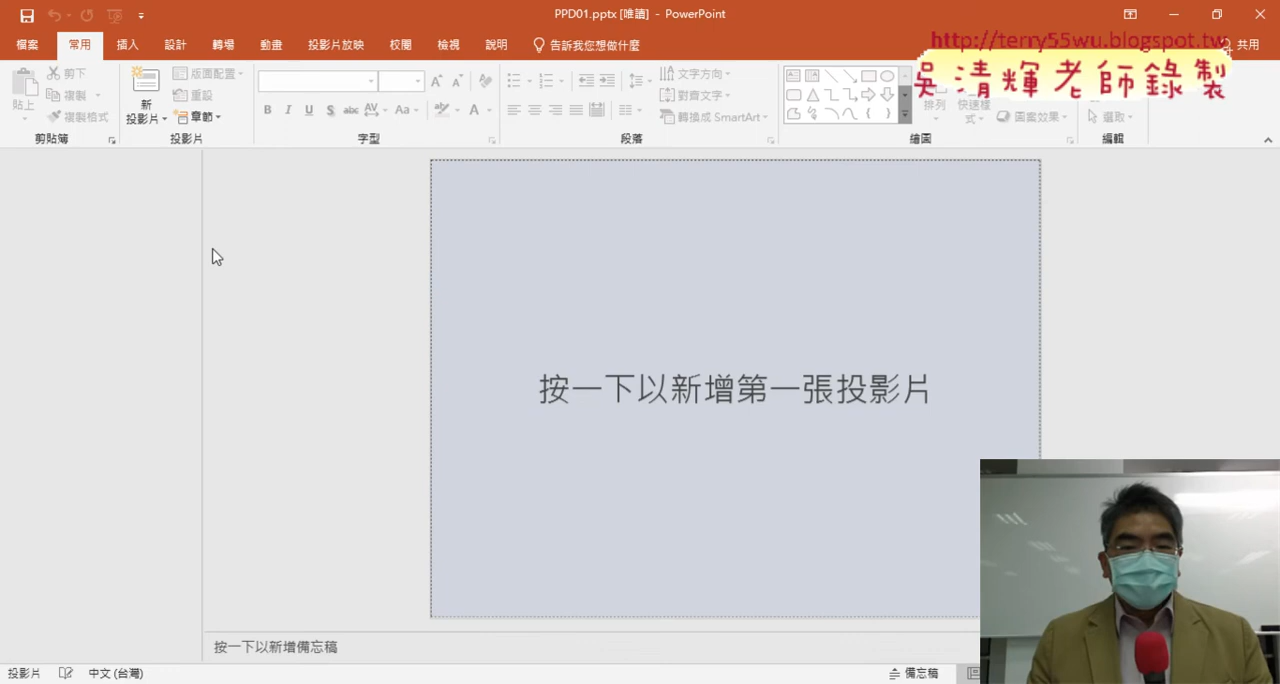 PPD01.pptx [唯讀] - PowerPoint
http://terry55wu.blogspot.tw
吳清輝老師錄製
檔案 常用 插入 設計 轉場 動畫 投影片放映 校閱 檢視 說明 告訴我您想做什麼 共用
貼上 剪下 複製 複製格式
剪貼簿
新投影片 版面配置 重設 章節
投影片
B I U S abc AV Aa A
字型
文字方向 對齊文字 轉換成 SmartArt
段落
排列 快速樣式 圖案效果
繪圖
選取
編輯
按一下以新增第一張投影片
按一下以新增備忘稿
投影片 中文 (台灣) 備忘稿